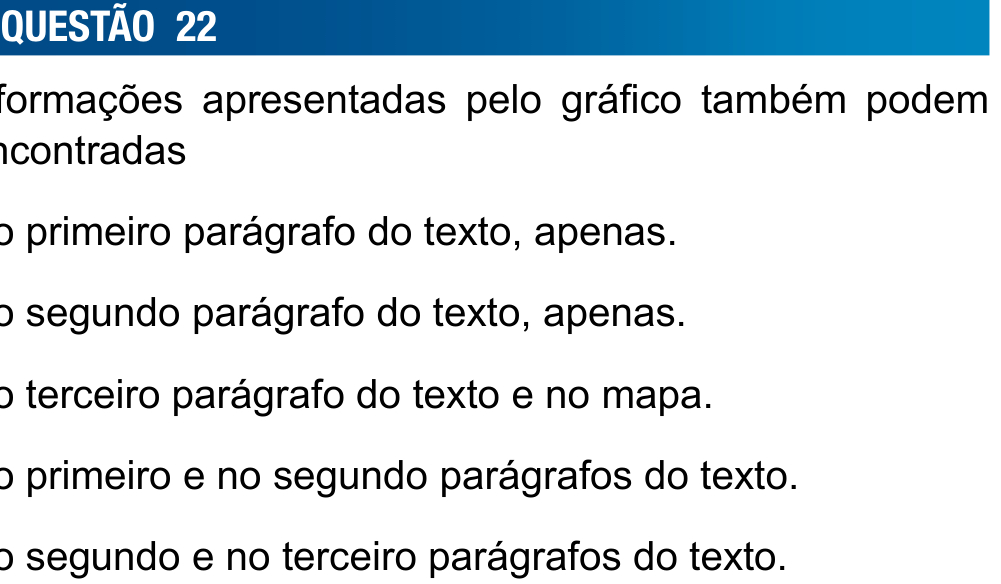 QUESTÃO 22
formações apresentadas pelo gráfico também podem
ncontradas
o primeiro parágrafo do texto, apenas.
o segundo parágrafo do texto, apenas.
o terceiro parágrafo do texto e no mapa.
o primeiro e no segundo parágrafos do texto.
o segundo e no terceiro parágrafos do texto.